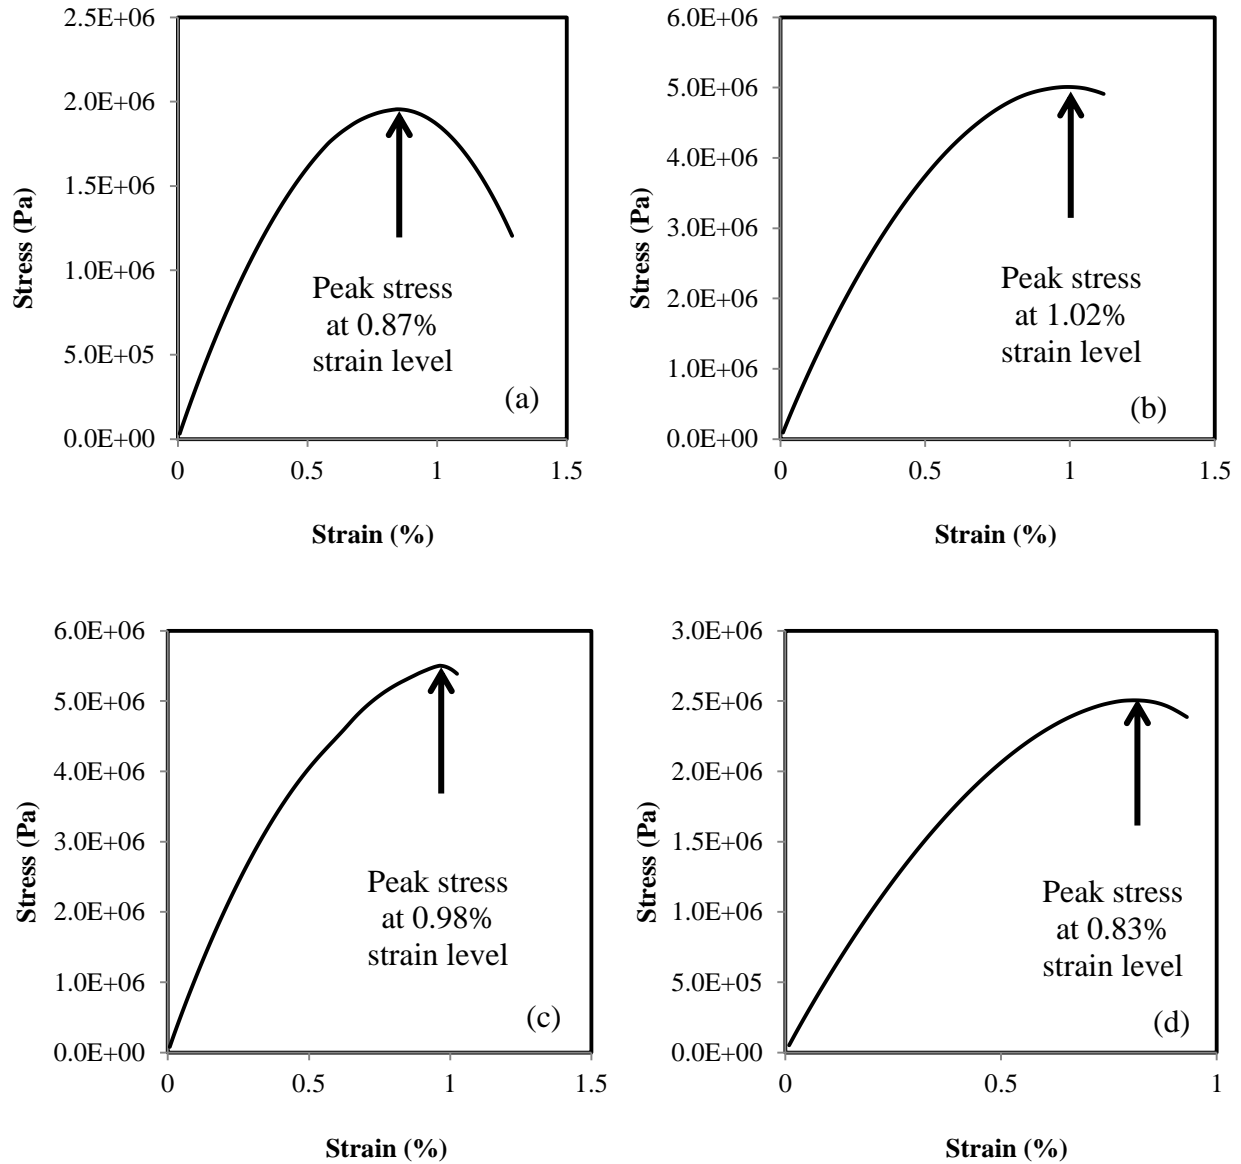 2.5E+06
2.0E+06
1.5E+06
1.0E+06
5.0E+05
0.0E+00
Stress (Pa)
Peak stress
at 0.87%
strain level
(a)
0 0.5 1 1.5
Strain (%)
6.0E+06
5.0E+06
4.0E+06
3.0E+06
2.0E+06
1.0E+06
0.0E+00
Stress (Pa)
Peak stress
at 1.02%
strain level
(b)
0 0.5 1 1.5
Strain (%)
6.0E+06
5.0E+06
4.0E+06
3.0E+06
2.0E+06
1.0E+06
0.0E+00
Stress (Pa)
Peak stress
at 0.98%
strain level
(c)
0 0.5 1 1.5
Strain (%)
3.0E+06
2.5E+06
2.0E+06
1.5E+06
1.0E+06
5.0E+05
0.0E+00
Stress (Pa)
Peak stress
at 0.83%
strain level
(d)
0 0.5 1
Strain (%)